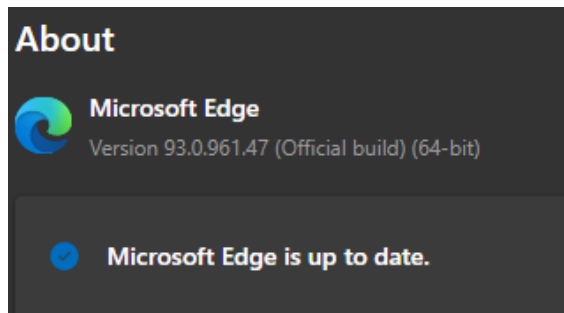 About
Microsoft Edge
Version 93.0.961.47 (Official build) (64-bit)
Microsoft Edge is up to date.